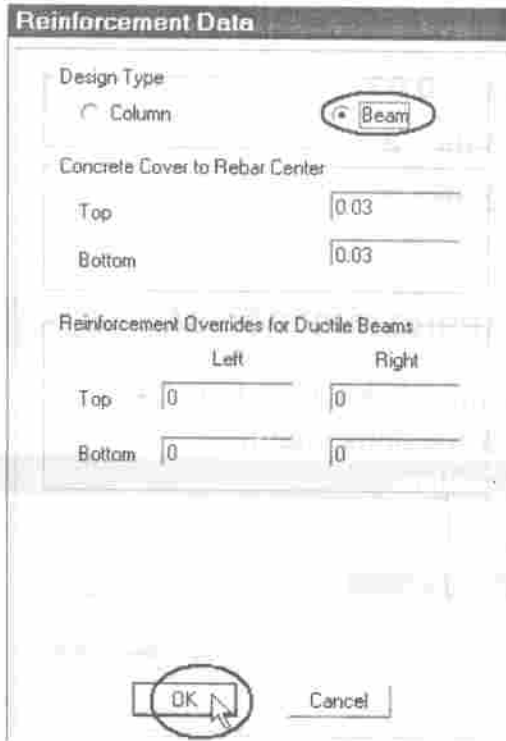 Reinforcement Data
Design Type
Column Beam
Concrete Cover to Rebar Center
Top 0.03
Bottom 0.03
Reinforcement Overrides for Ductile Beams
Left Right
Top 0 0
Bottom 0 0
OK Cancel